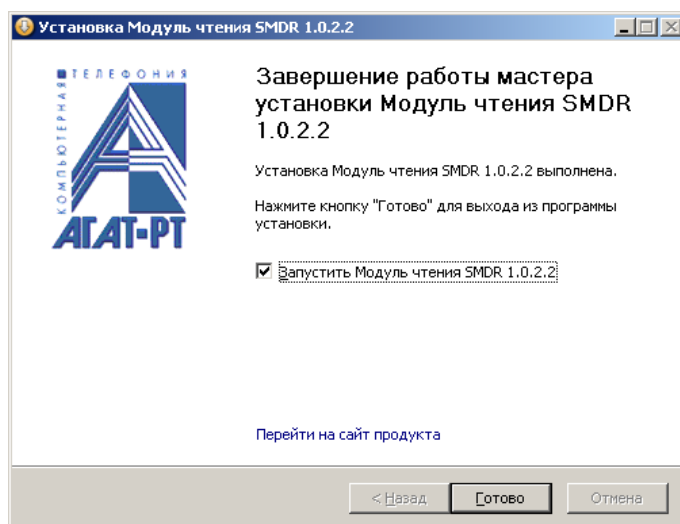 Установка Модуль чтения SMDR 1.0.2.2
ТЕЛЕФОНИЯ
КОМПЬЮТЕРНАЯ
АГАТ-РТ
Завершение работы мастера
установки Модуль чтения SMDR
1.0.2.2
Установка Модуль чтения SMDR 1.0.2.2 выполнена.
Нажмите кнопку "Готово" для выхода из программы
установки.
Запустить Модуль чтения SMDR 1.0.2.2
Перейти на сайт продукта
< Назад
Готово
Отмена